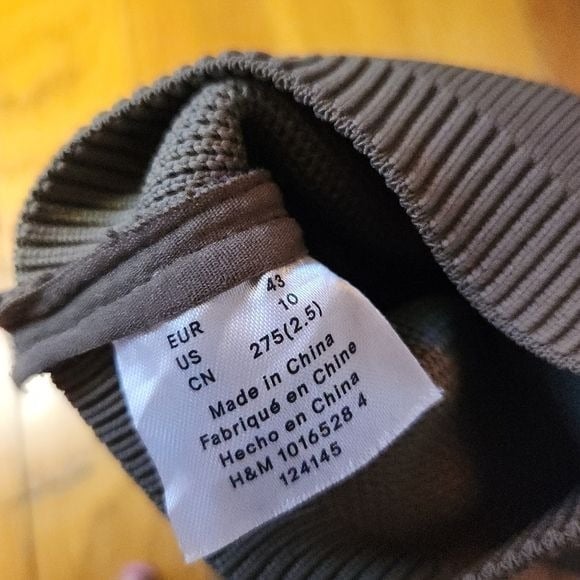 EUR 43
US 10
CN 275(2.5)
Made in China
Fabriqué en Chine
Hecho en China
H&M 1016528 4
124145